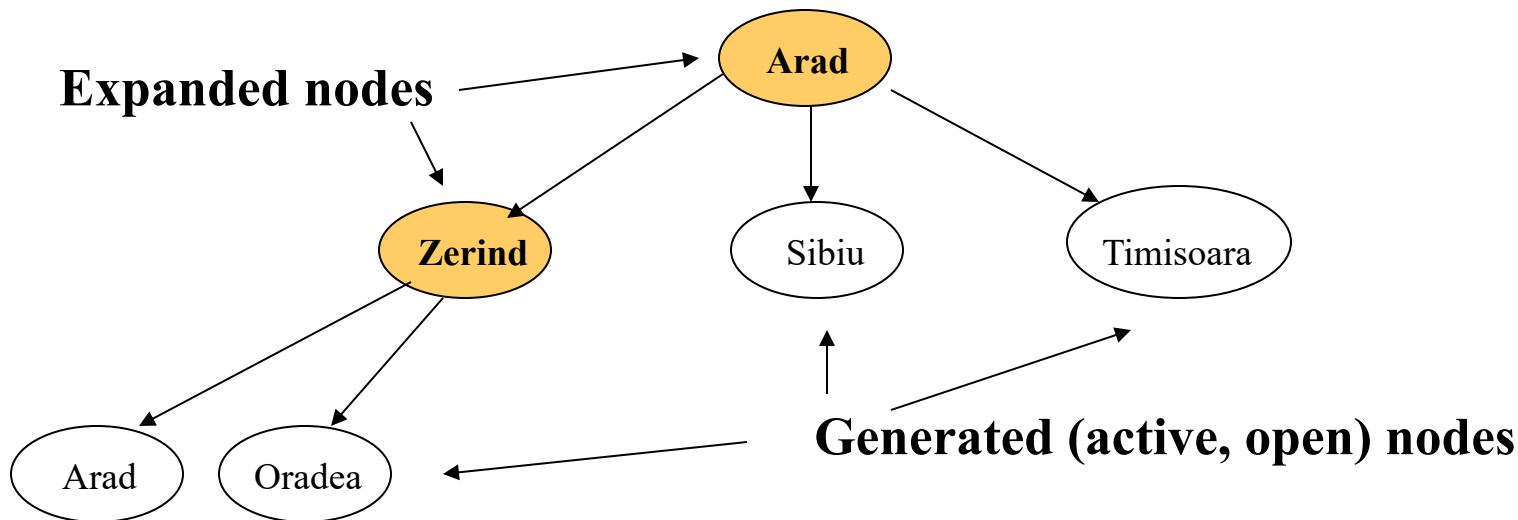 Arad
Expanded nodes
Zerind
Sibiu
Timisoara
Generated (active, open) nodes
Arad
Oradea